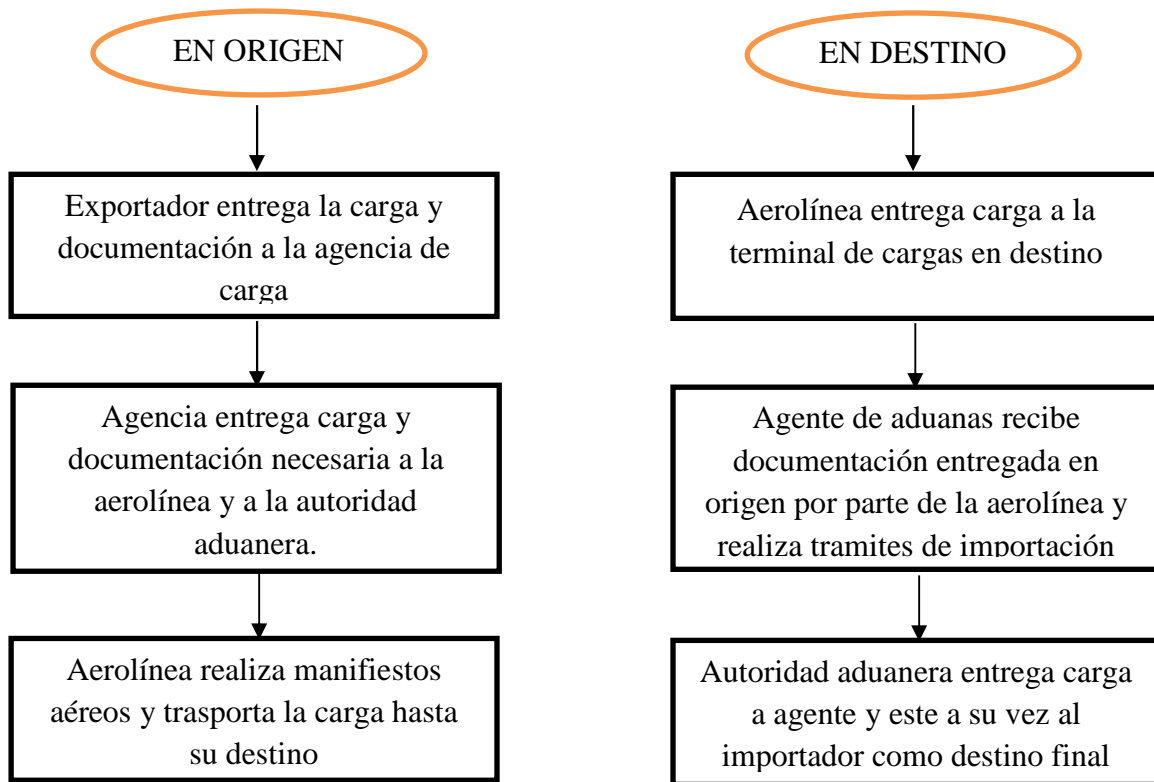 EN ORIGEN
Exportador entrega la carga y
documentación a la agencia de
carga
Agencia entrega carga y
documentación necesaria a la
aerolínea y a la autoridad
aduanera.
Aerolínea realiza manifiestos
aéreos y trasporta la carga hasta
su destino
EN DESTINO
Aerolínea entrega carga a la
terminal de cargas en destino
Agente de aduanas recibe
documentación entregada en
origen por parte de la aerolínea y
realiza tramites de importación
Autoridad aduanera entrega carga
a agente y este a su vez al
importador como destino final